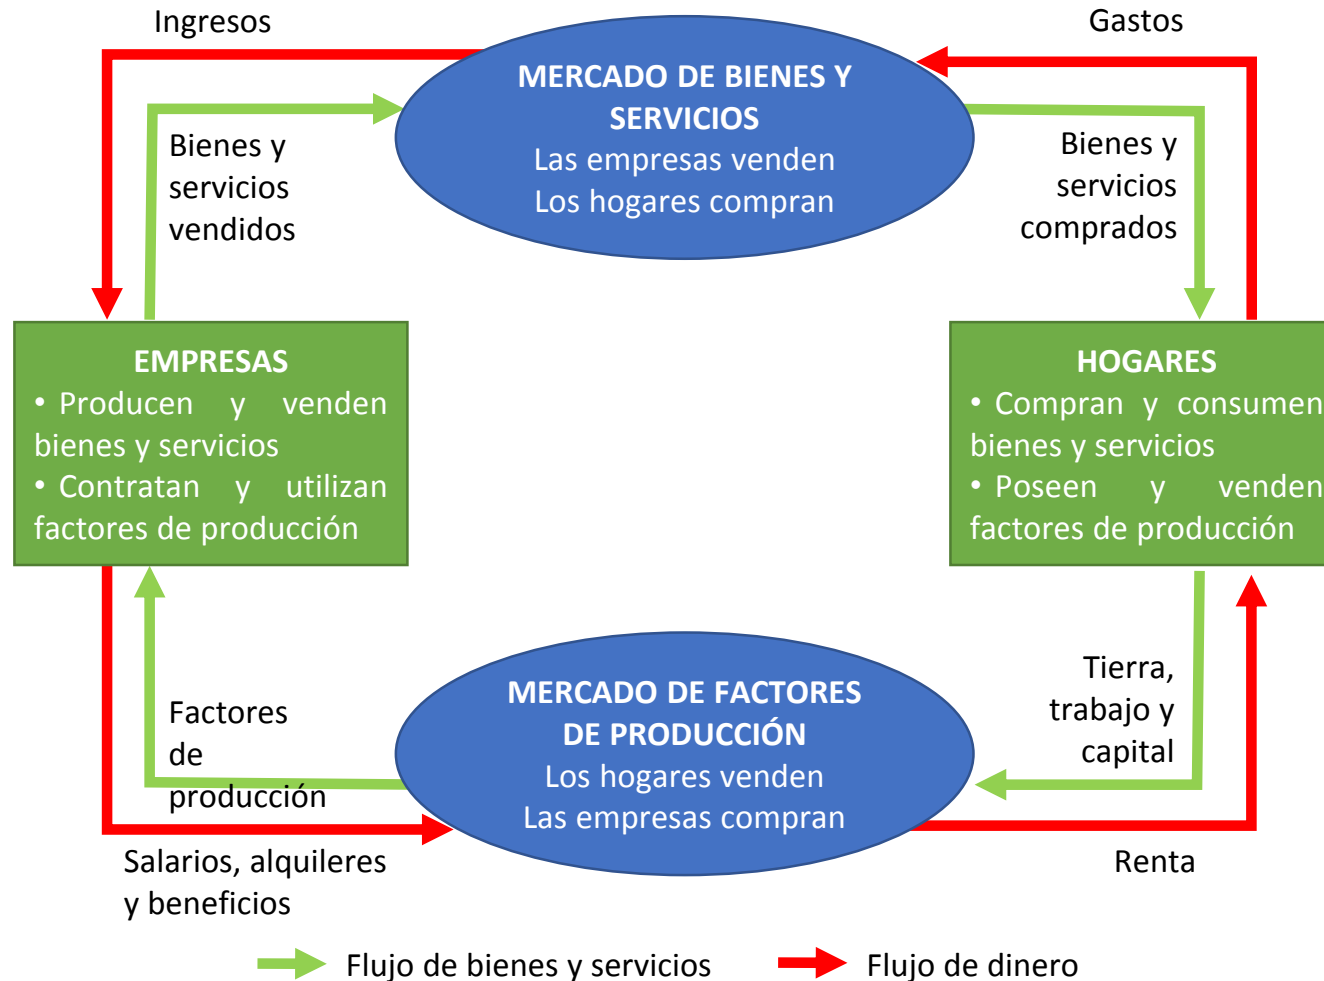 Ingresos
Gastos
MERCADO DE BIENES Y
SERVICIOS
Las empresas venden
Los hogares compran
Bienes y
servicios
vendidos
Bienes y
servicios
comprados
EMPRESAS
• Producen y venden
bienes y servicios
• Contratan y utilizan
factores de producción
HOGARES
• Compran y consumen
bienes y servicios
• Poseen y venden
factores de producción
Factores
de
producción
MERCADO DE FACTORES
DE PRODUCCIÓN
Los hogares venden
Las empresas compran
Tierra,
trabajo y
capital
Salarios, alquileres
y beneficios
Renta
Flujo de bienes y servicios
Flujo de dinero